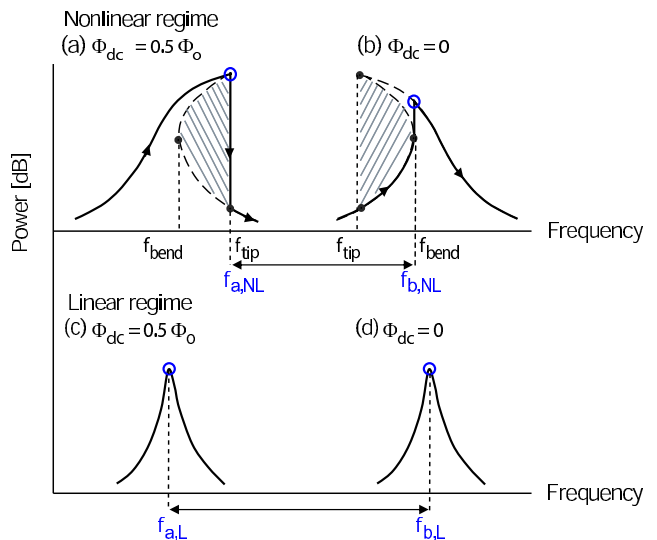 Nonlinear regime
(a) Φdc = 0.5 Φo
(b) Φdc = 0
Power [dB]
Frequency
fbend
ftip
ftip
fbend
fa,NL
fb,NL
Linear regime
(c) Φdc = 0.5 Φo
(d) Φdc = 0
Frequency
fa,L
fb,L